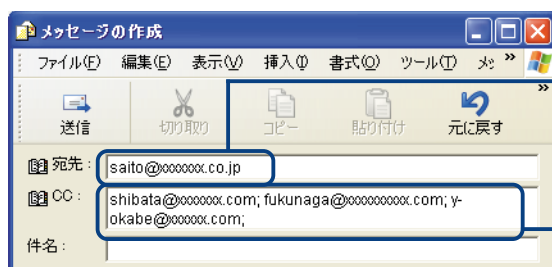 メッセージの作成
ファイル(F) 編集(E) 表示(V) 挿入(I) 書式(O) ツール(T) メ »
»
送信 切り取り コピー 貼り付け 元に戻す
宛先: saito@xxxxxxx.co.jp
CC: shibata@xxxxxxx.com; fukunaga@xxxxxxxxxx.com; y-
okabe@xxxxxxx.com;
件名: